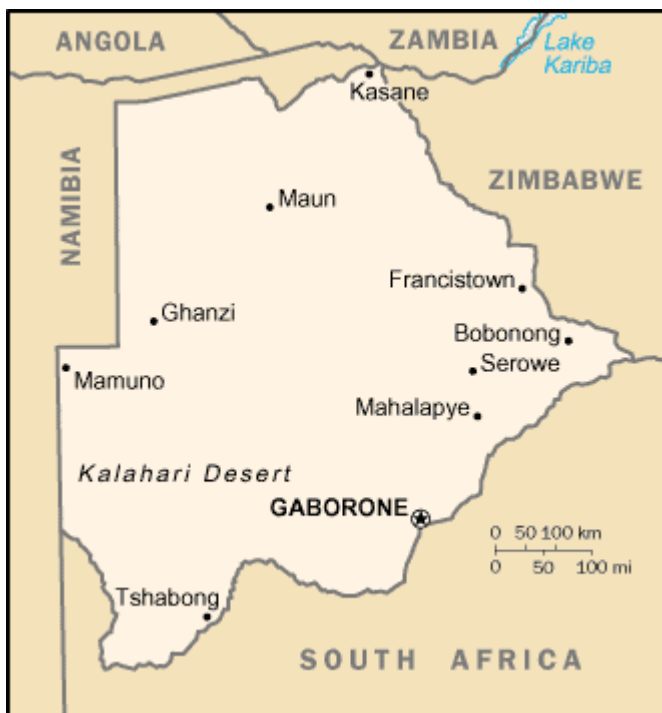 ANGOLA
ZAMBIA
Lake
Kariba
Kasane
NAMIBIA
ZIMBABWE
Maun
Francistown
Ghanzi
Bobonong
Serowe
Mamuno
Mahalapye
Kalahari Desert
GABORONE
0 50 100 km
0 50 100 mi
Tshabong
SOUTH AFRICA